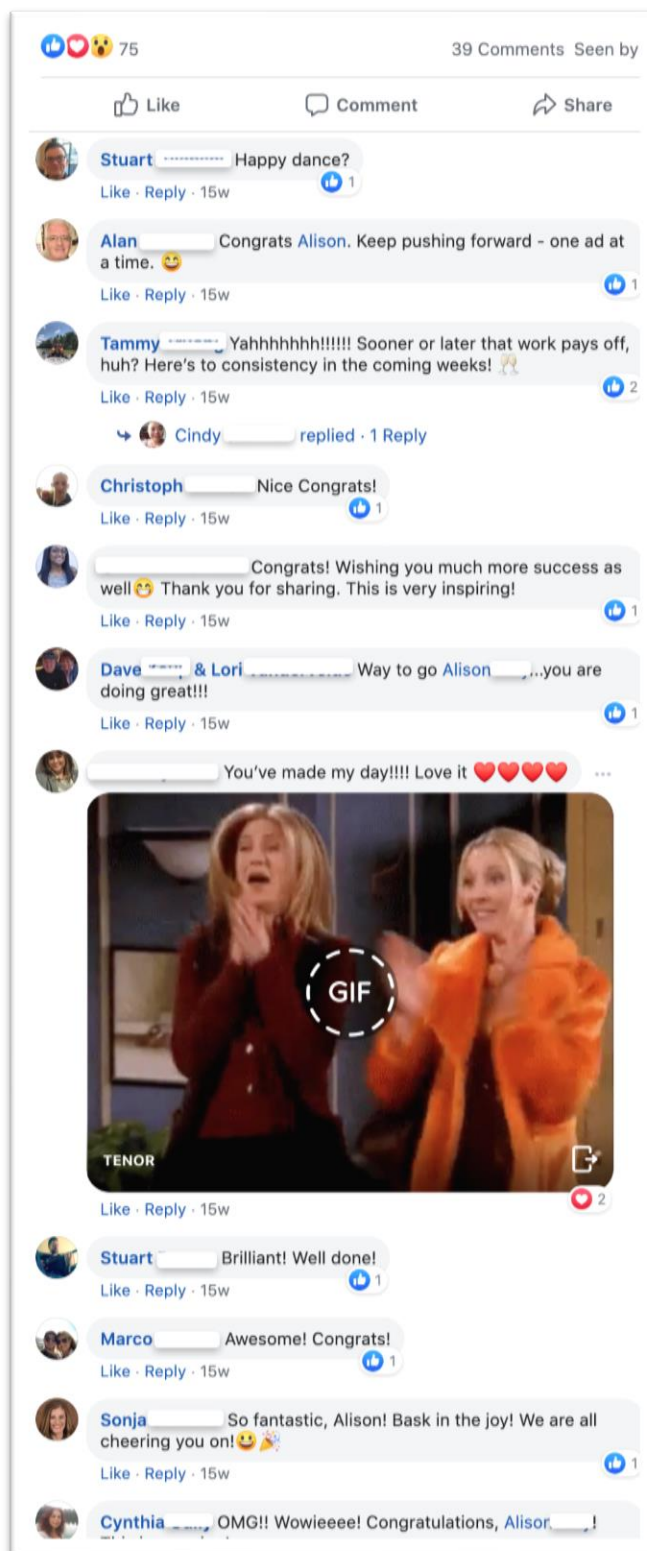 75 39 Comments Seen by
Like Comment Share
Stuart Happy dance?
1
Like · Reply · 15w
Alan Congrats Alison. Keep pushing forward - one ad at
a time. 😄
1
Like · Reply · 15w
Tammy Yahhhhhhh!!!!!! Sooner or later that work pays off,
huh? Here's to consistency in the coming weeks! 🥂
2
Like · Reply · 15w
Cindy replied · 1 Reply
Christoph Nice Congrats!
1
Like · Reply · 15w
Congrats! Wishing you much more success as
well😁 Thank you for sharing. This is very inspiring!
1
Like · Reply · 15w
Dave & Lori Way to go Alison ...you are
doing great!!!
1
Like · Reply · 15w
You've made my day!!!! Love it ❤️❤️❤️❤️ ...
GIF
TENOR
2
Like · Reply · 15w
Stuart Brilliant! Well done!
1
Like · Reply · 15w
Marco Awesome! Congrats!
1
Like · Reply · 15w
Sonja So fantastic, Alison! Bask in the joy! We are all
cheering you on!😃🎉
1
Like · Reply · 15w
Cynthia OMG!! Wowieeee! Congratulations, Alison !